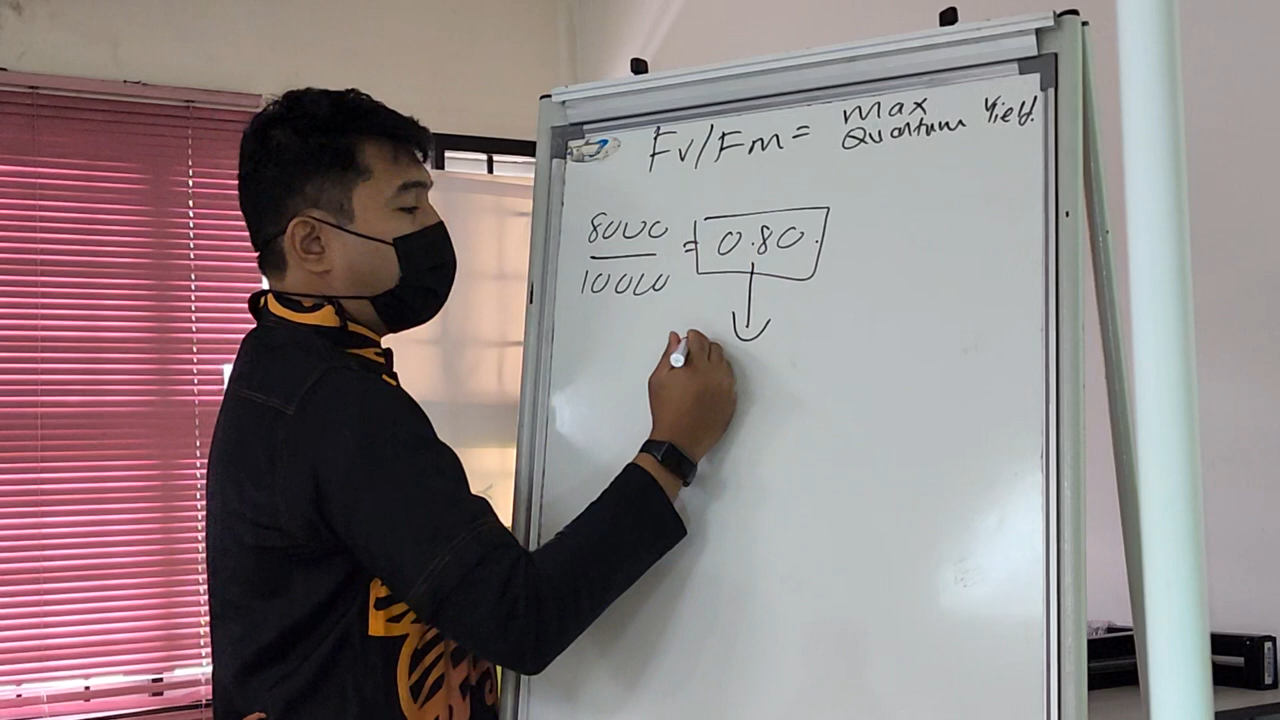 Fv/Fm = max Quantum Yield.
8000
10000
= 0.80.